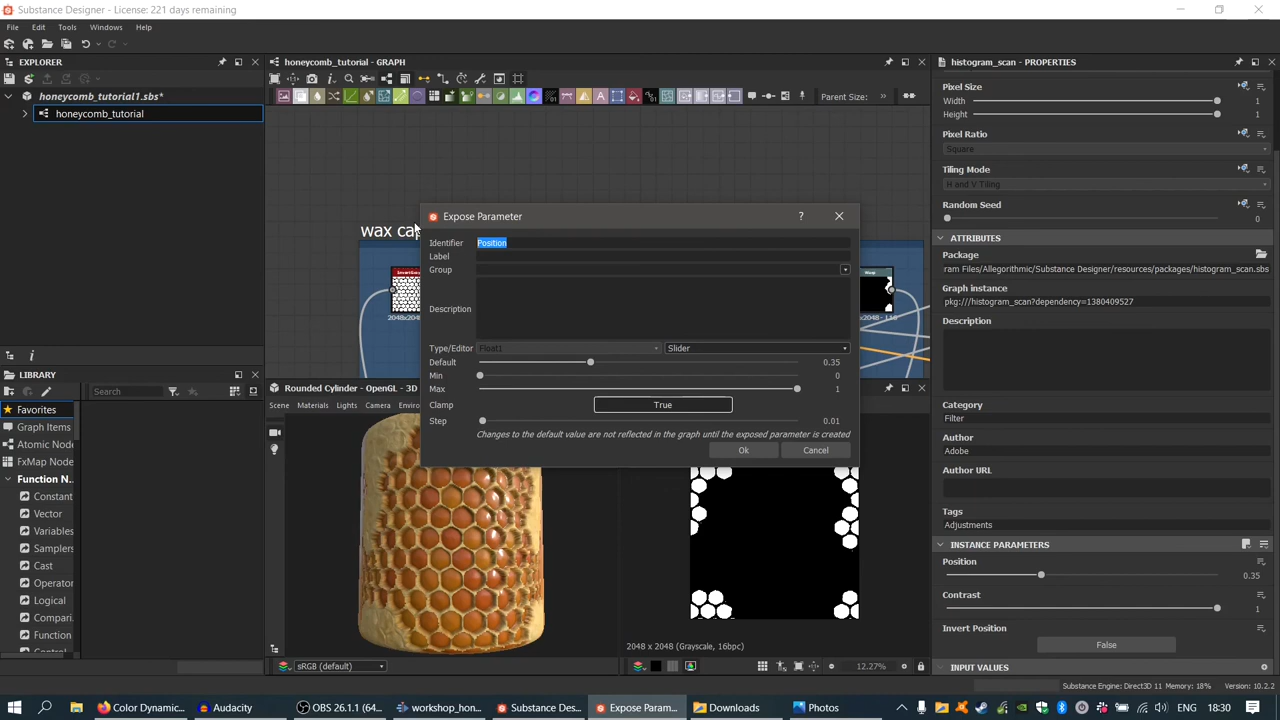 Substance Designer - License: 221 days remaining
File Edit Tools Windows Help
EXPLORER
honeycomb_tutorial1.sbs*
honeycomb_tutorial
honeycomb_tutorial - GRAPH
Parent Size:
wax cap
2048x2048
Expose Parameter
Identifier Position
Label
Group
Description
Type/Editor Float1 Slider
Default 0.35
Min 0
Max 1
Clamp True
Step 0.01
Changes to the default value are not reflected in the graph until the exposed parameter is created
Ok Cancel
LIBRARY
Search
Favorites
Graph Items
Atomic Node
FxMap Node
Function N...
Constant
Vector
Variables
Samplers
Cast
Operator
Logical
Compari
Function
Rounded Cylinder - OpenGL - 3D
Scene Materials Lights Camera Enviro
sRGB (default)
2048 x 2048 (Grayscale, 16bpc)
12.27%
histogram_scan - PROPERTIES
Pixel Size
Width 1
Height 1
Pixel Ratio
Square
Tiling Mode
H and V Tiling
Random Seed
0
ATTRIBUTES
Package
ram Files/Allegorithmic/Substance Designer/resources/packages/histogram_scan.sbs
Graph instance
pkg:///histogram_scan?dependency=1380409527
Description
Category
Filter
Author
Adobe
Author URL
Tags
Adjustments
INSTANCE PARAMETERS
Position
0.35
Contrast
1
Invert Position
False
INPUT VALUES
Substance Engine: Direct3D 11 Memory: 18% Version: 10.2.2
Color Dynamic... Audacity OBS 26.1.1 (64... workshop_hon... Substance De... Expose Param... Downloads Photos ENG 18:30